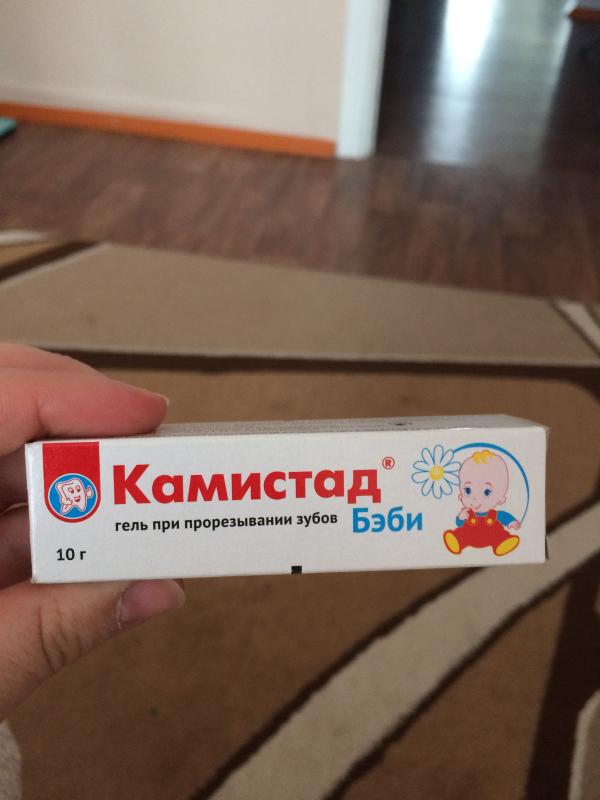 Камистад®
гель при прорезывании зубов Бэби
10 г